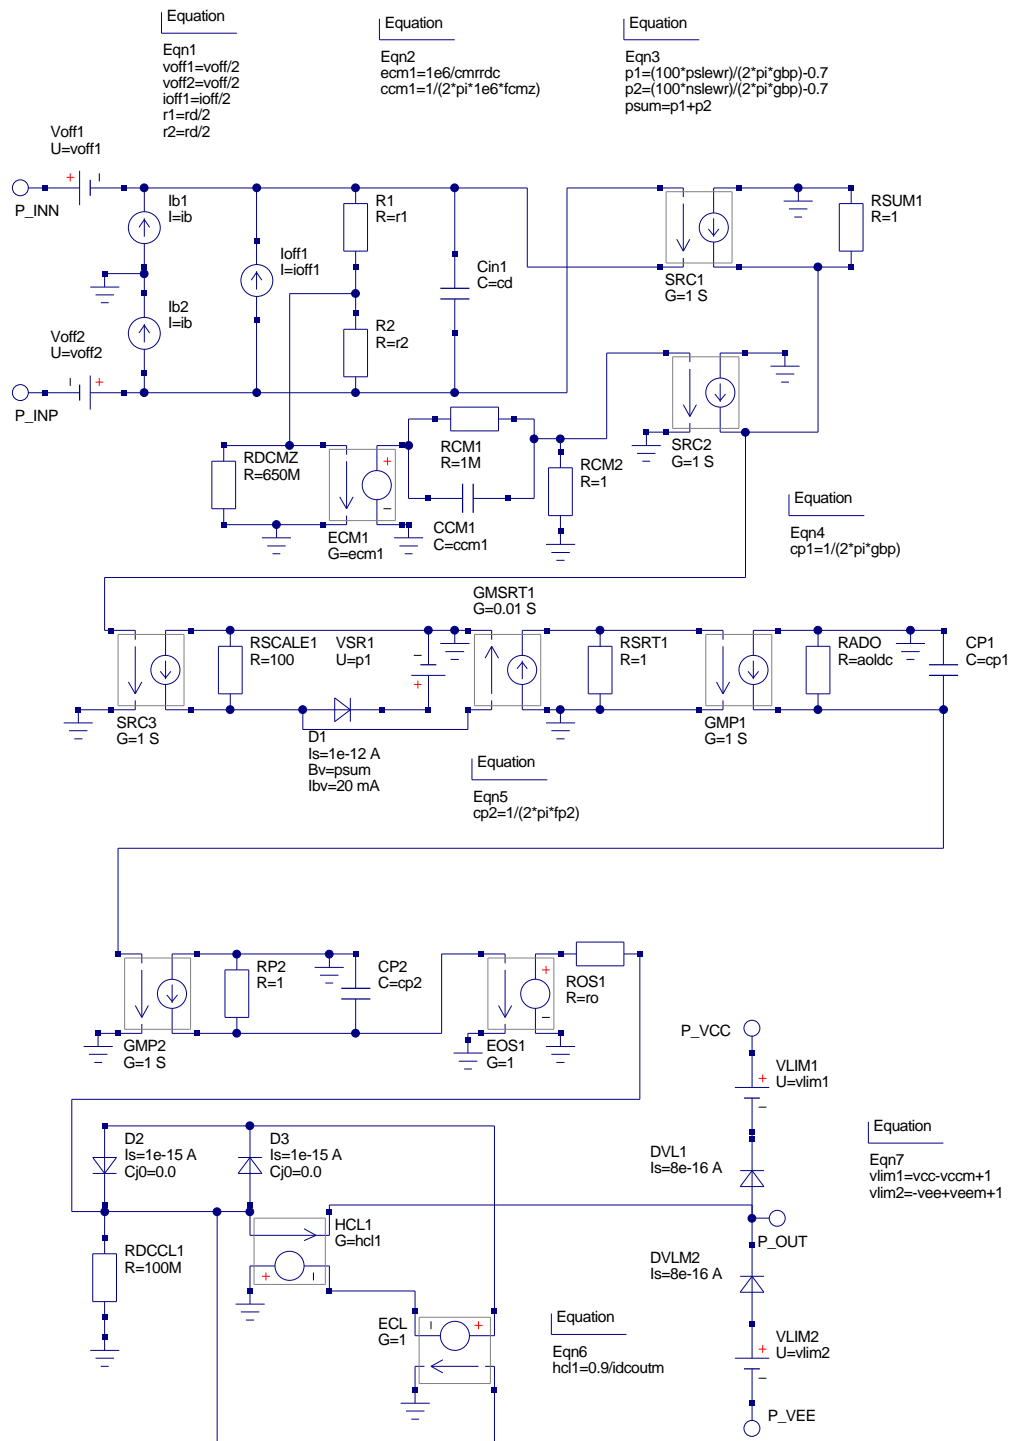 Equation
Eqn1
voff1=voff/2
voff2=voff/2
ioff1=ioff/2
r1=rd/2
r2=rd/2
Equation
Eqn2
ecm1=1e6/cmrrdc
ccm1=1/(2*pi*1e6*fcmz)
Equation
Eqn3
p1=(100*pslewr)/(2*pi*gbp)-0.7
p2=(100*nslewr)/(2*pi*gbp)-0.7
psum=p1+p2
Voff1
U=voff1
+
-
P_INN
Ib1
I=ib
Ioff1
I=ioff1
R1
R=r1
Cin1
C=cd
SRC1
G=1 S
RSUM1
R=1
Ib2
I=ib
Voff2
U=voff2
-
+
P_INP
R2
R=r2
SRC2
G=1 S
RDCMZ
R=650M
+
-
ECM1
G=ecm1
RCM1
R=1M
CCM1
C=ccm1
RCM2
R=1
Equation
Eqn4
cp1=1/(2*pi*gbp)
SRC3
G=1 S
RSCALE1
R=100
VSR1
U=p1
-
+
GMSRT1
G=0.01 S
RSRT1
R=1
GMP1
G=1 S
RADO
R=aoldc
CP1
C=cp1
D1
Is=1e-12 A
Bv=psum
Ibv=20 mA
Equation
Eqn5
cp2=1/(2*pi*fp2)
GMP2
G=1 S
RP2
R=1
CP2
C=cp2
+
-
EOS1
G=1
ROS1
R=ro
P_VCC
VLIM1
U=vlim1
+
-
D2
Is=1e-15 A
Cj0=0.0
D3
Is=1e-15 A
Cj0=0.0
DVL1
Is=8e-16 A
Equation
Eqn7
vlim1=vcc-vccm+1
vlim2=-vee+veem+1
HCL1
G=hcl1
+
-
P_OUT
RDCCL1
R=100M
DVLM2
Is=8e-16 A
ECL
G=1
-
+
Equation
Eqn6
hcl1=0.9/idcoutm
VLIM2
U=vlim2
+
-
P_VEE